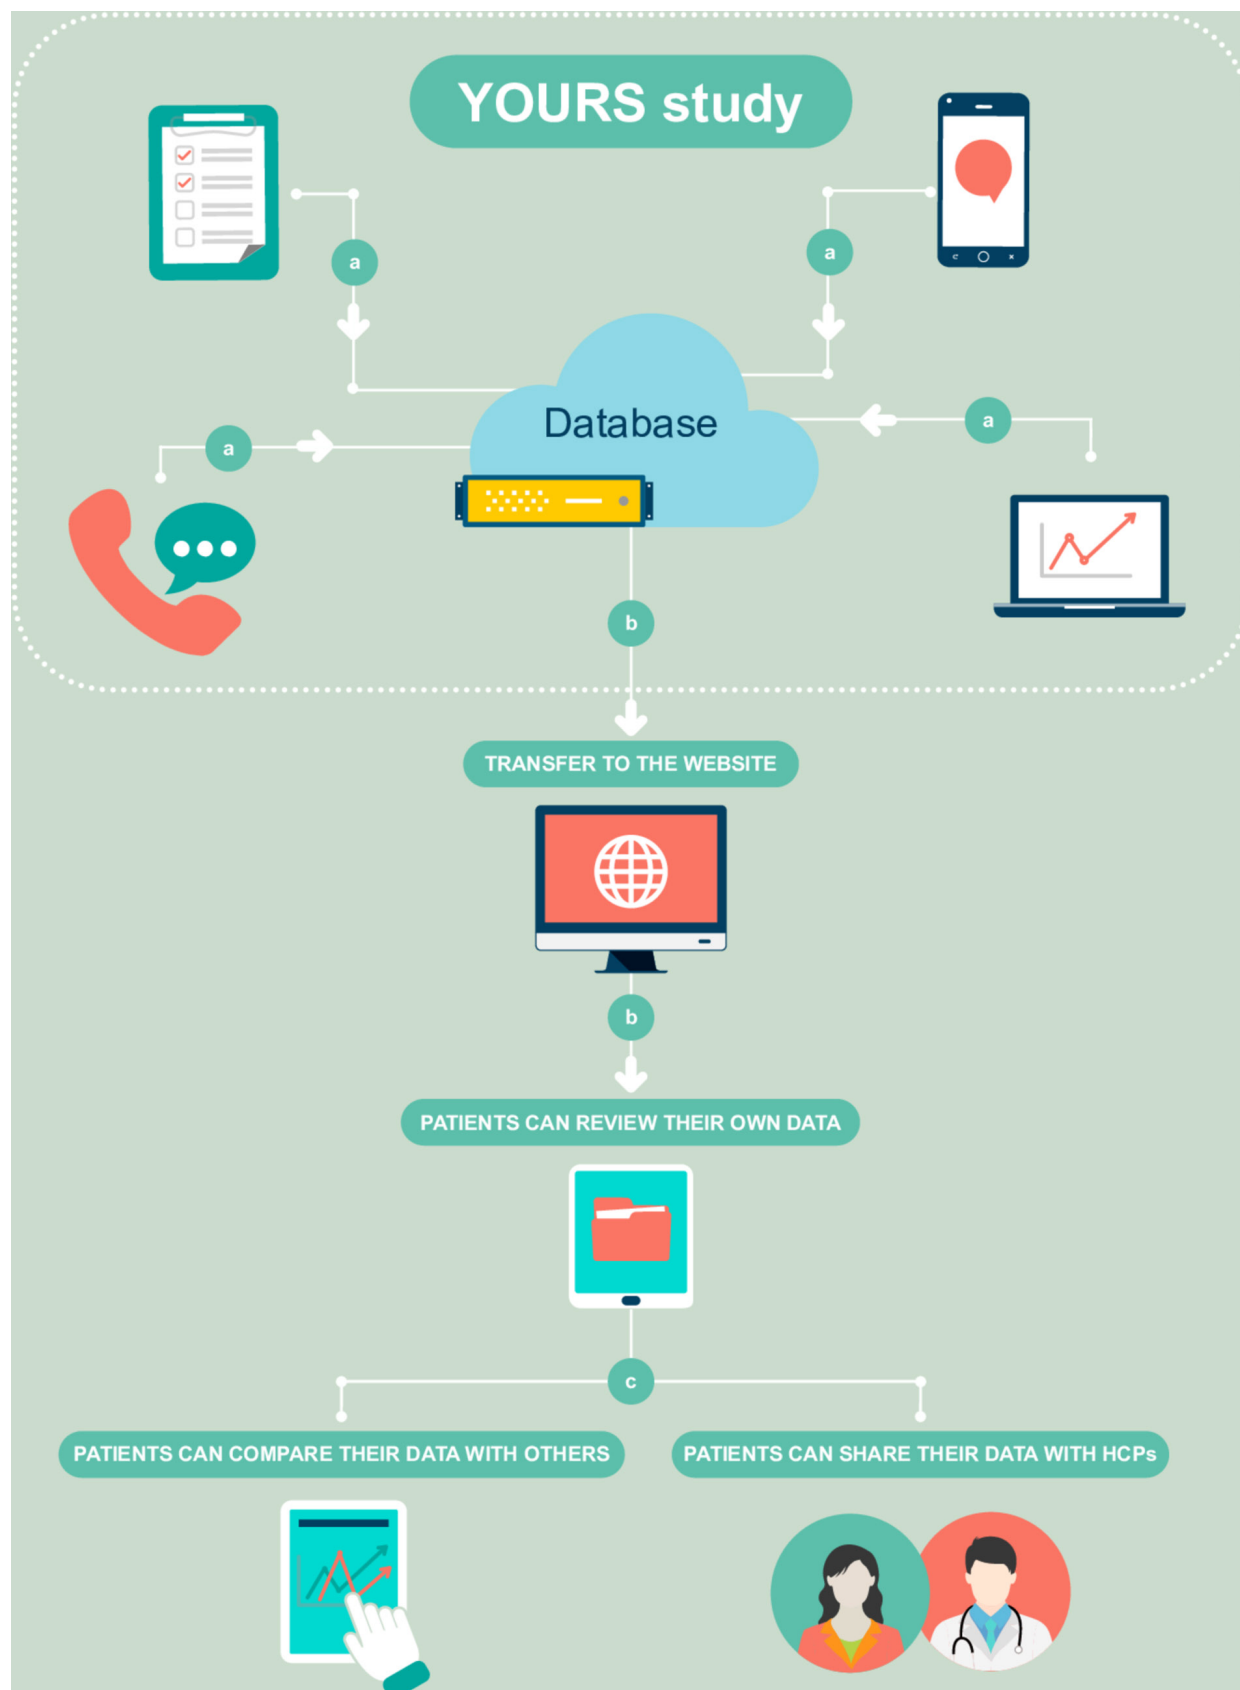 YOURS study
a
a
Database
a
a
b
TRANSFER TO THE WEBSITE
b
PATIENTS CAN REVIEW THEIR OWN DATA
c
PATIENTS CAN COMPARE THEIR DATA WITH OTHERS
PATIENTS CAN SHARE THEIR DATA WITH HCPs